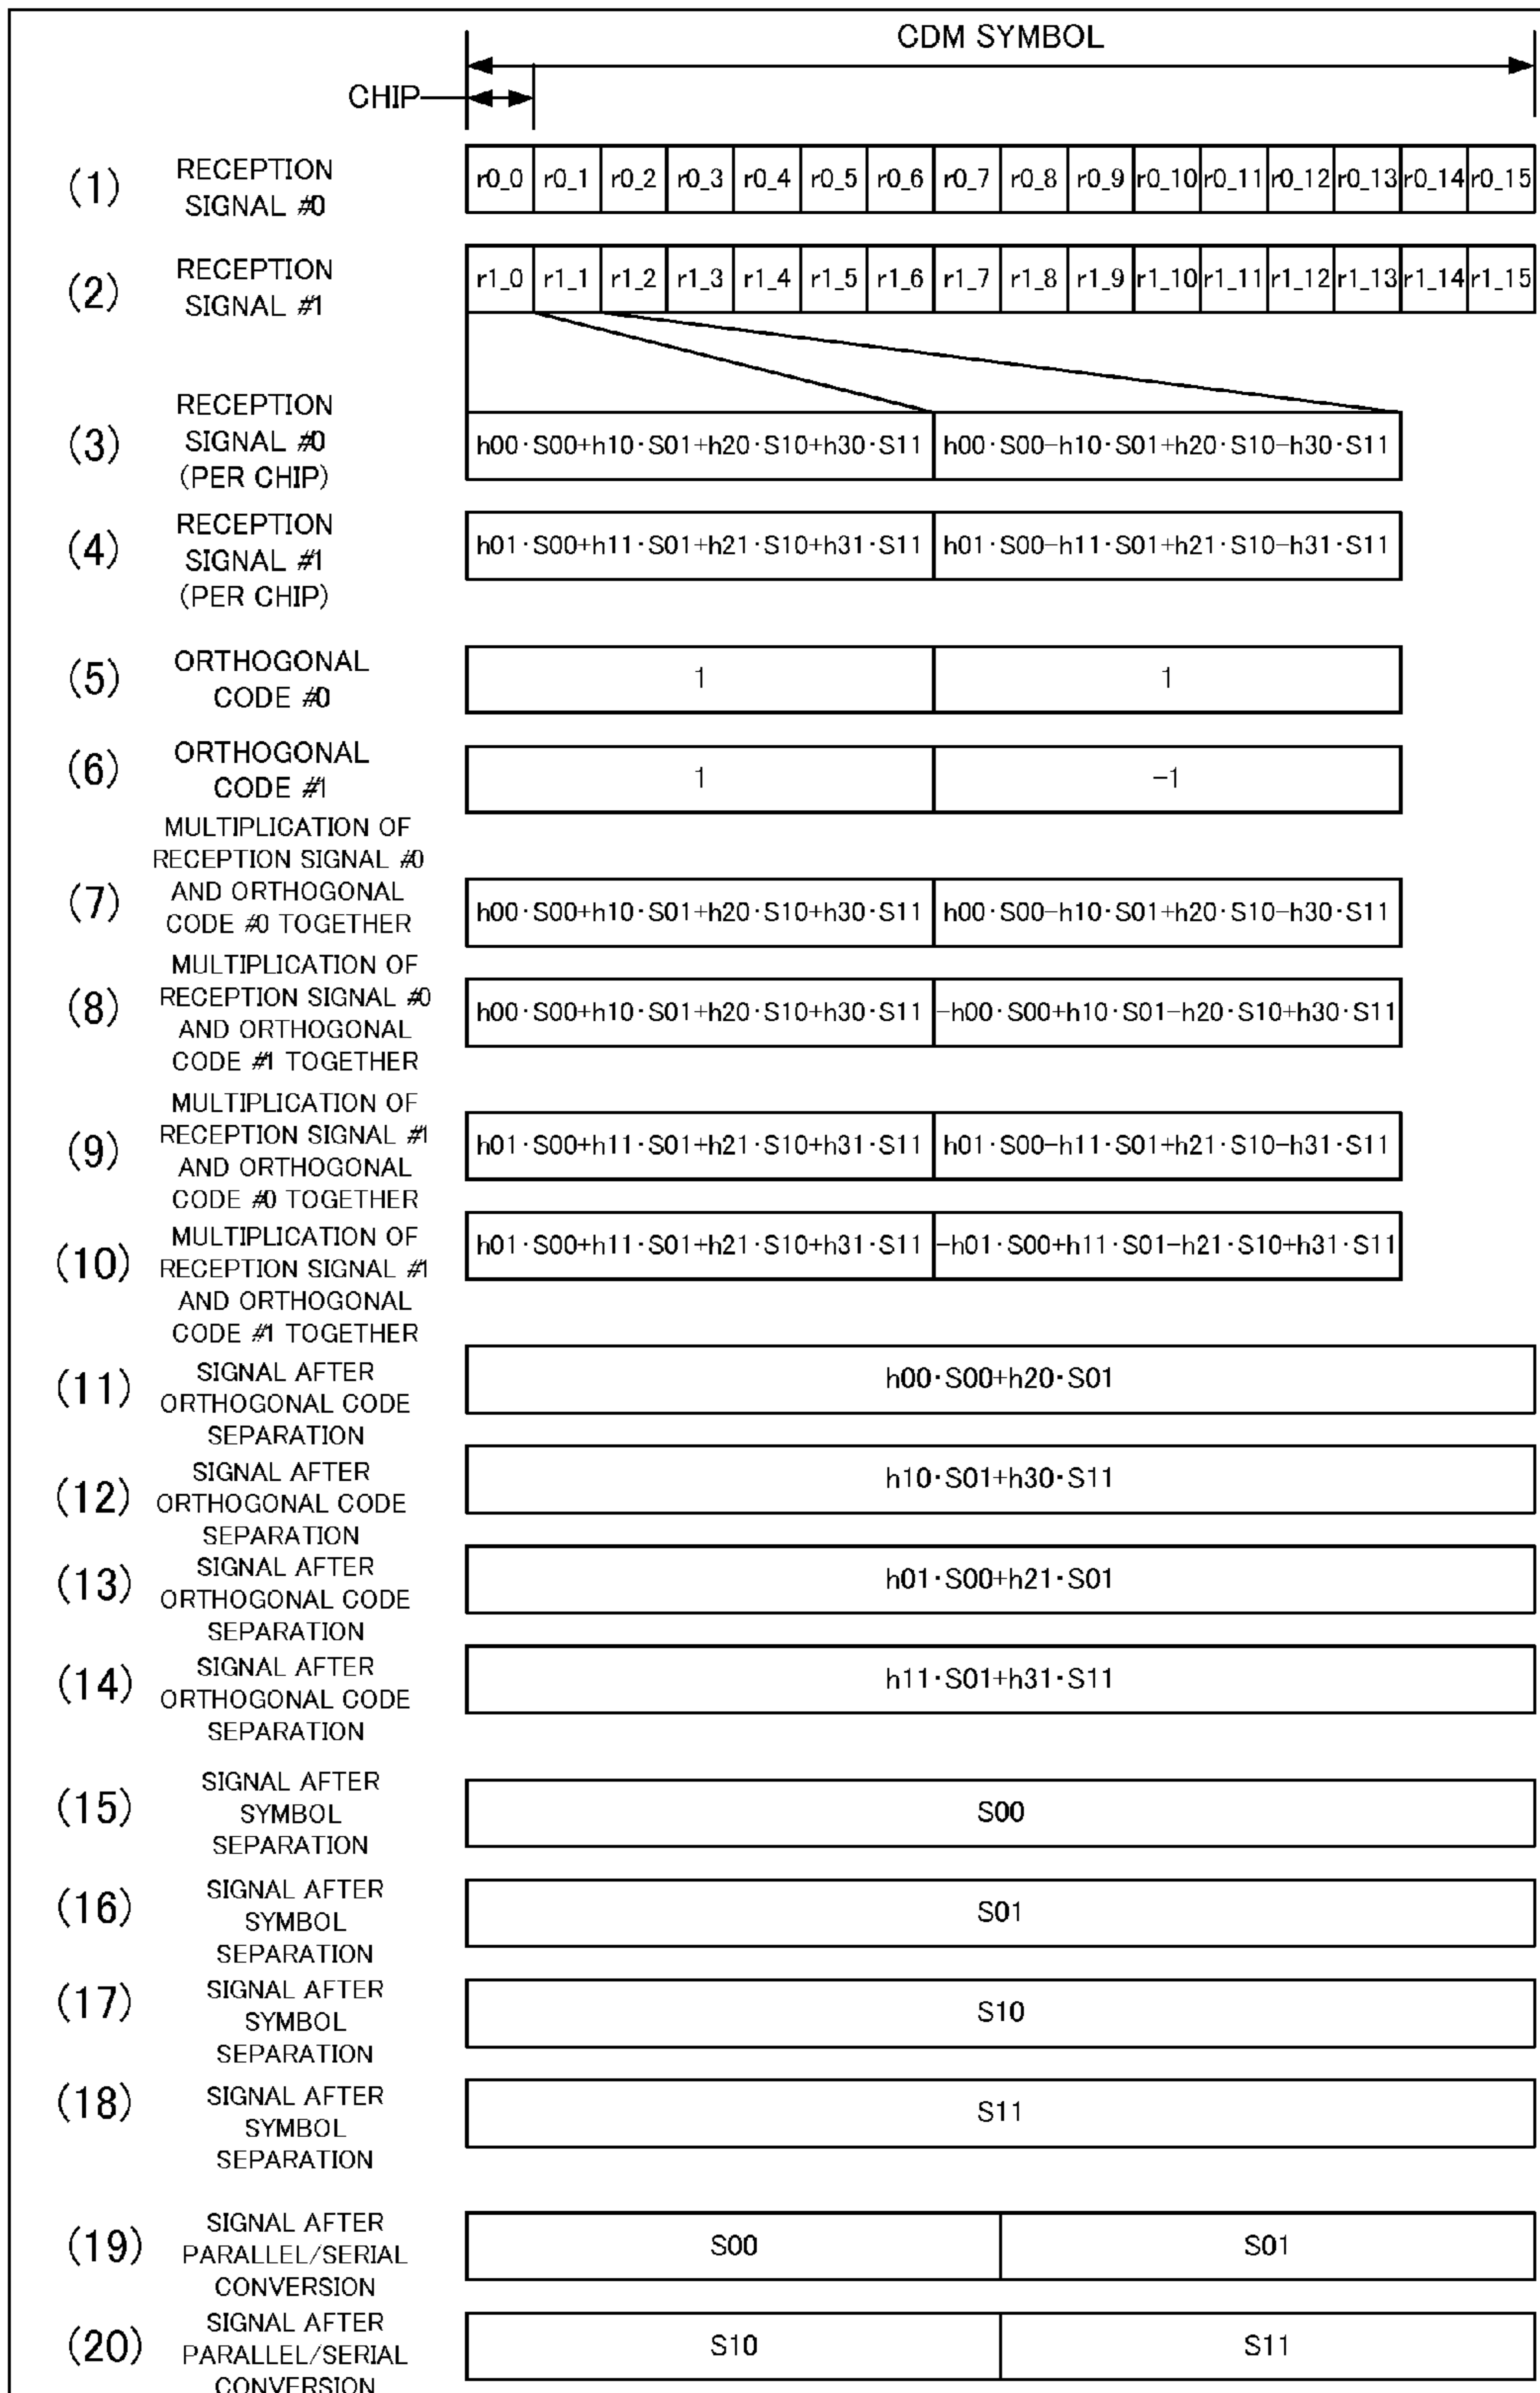 CDM SYMBOL
CHIP
(1) RECEPTION SIGNAL #0
r0_0 r0_1 r0_2 r0_3 r0_4 r0_5 r0_6 r0_7 r0_8 r0_9 r0_10 r0_11 r0_12 r0_13 r0_14 r0_15
(2) RECEPTION SIGNAL #1
r1_0 r1_1 r1_2 r1_3 r1_4 r1_5 r1_6 r1_7 r1_8 r1_9 r1_10 r1_11 r1_12 r1_13 r1_14 r1_15
(3) RECEPTION SIGNAL #0 (PER CHIP)
h00·S00+h10·S01+h20·S10+h30·S11 h00·S00-h10·S01+h20·S10-h30·S11
(4) RECEPTION SIGNAL #1 (PER CHIP)
h01·S00+h11·S01+h21·S10+h31·S11 h01·S00-h11·S01+h21·S10-h31·S11
(5) ORTHOGONAL CODE #0
1 1
(6) ORTHOGONAL CODE #1
1 -1
(7) MULTIPLICATION OF RECEPTION SIGNAL #0 AND ORTHOGONAL CODE #0 TOGETHER
h00·S00+h10·S01+h20·S10+h30·S11 h00·S00-h10·S01+h20·S10-h30·S11
(8) MULTIPLICATION OF RECEPTION SIGNAL #0 AND ORTHOGONAL CODE #1 TOGETHER
h00·S00+h10·S01+h20·S10+h30·S11 -h00·S00+h10·S01-h20·S10+h30·S11
(9) MULTIPLICATION OF RECEPTION SIGNAL #1 AND ORTHOGONAL CODE #0 TOGETHER
h01·S00+h11·S01+h21·S10+h31·S11 h01·S00-h11·S01+h21·S10-h31·S11
(10) MULTIPLICATION OF RECEPTION SIGNAL #1 AND ORTHOGONAL CODE #1 TOGETHER
h01·S00+h11·S01+h21·S10+h31·S11 -h01·S00+h11·S01-h21·S10+h31·S11
(11) SIGNAL AFTER ORTHOGONAL CODE SEPARATION
h00·S00+h20·S01
(12) SIGNAL AFTER ORTHOGONAL CODE SEPARATION
h10·S01+h30·S11
(13) SIGNAL AFTER ORTHOGONAL CODE SEPARATION
h01·S00+h21·S01
(14) SIGNAL AFTER ORTHOGONAL CODE SEPARATION
h11·S01+h31·S11
(15) SIGNAL AFTER SYMBOL SEPARATION
S00
(16) SIGNAL AFTER SYMBOL SEPARATION
S01
(17) SIGNAL AFTER SYMBOL SEPARATION
S10
(18) SIGNAL AFTER SYMBOL SEPARATION
S11
(19) SIGNAL AFTER PARALLEL/SERIAL CONVERSION
S00 S01
(20) SIGNAL AFTER PARALLEL/SERIAL CONVERSION
S10 S11